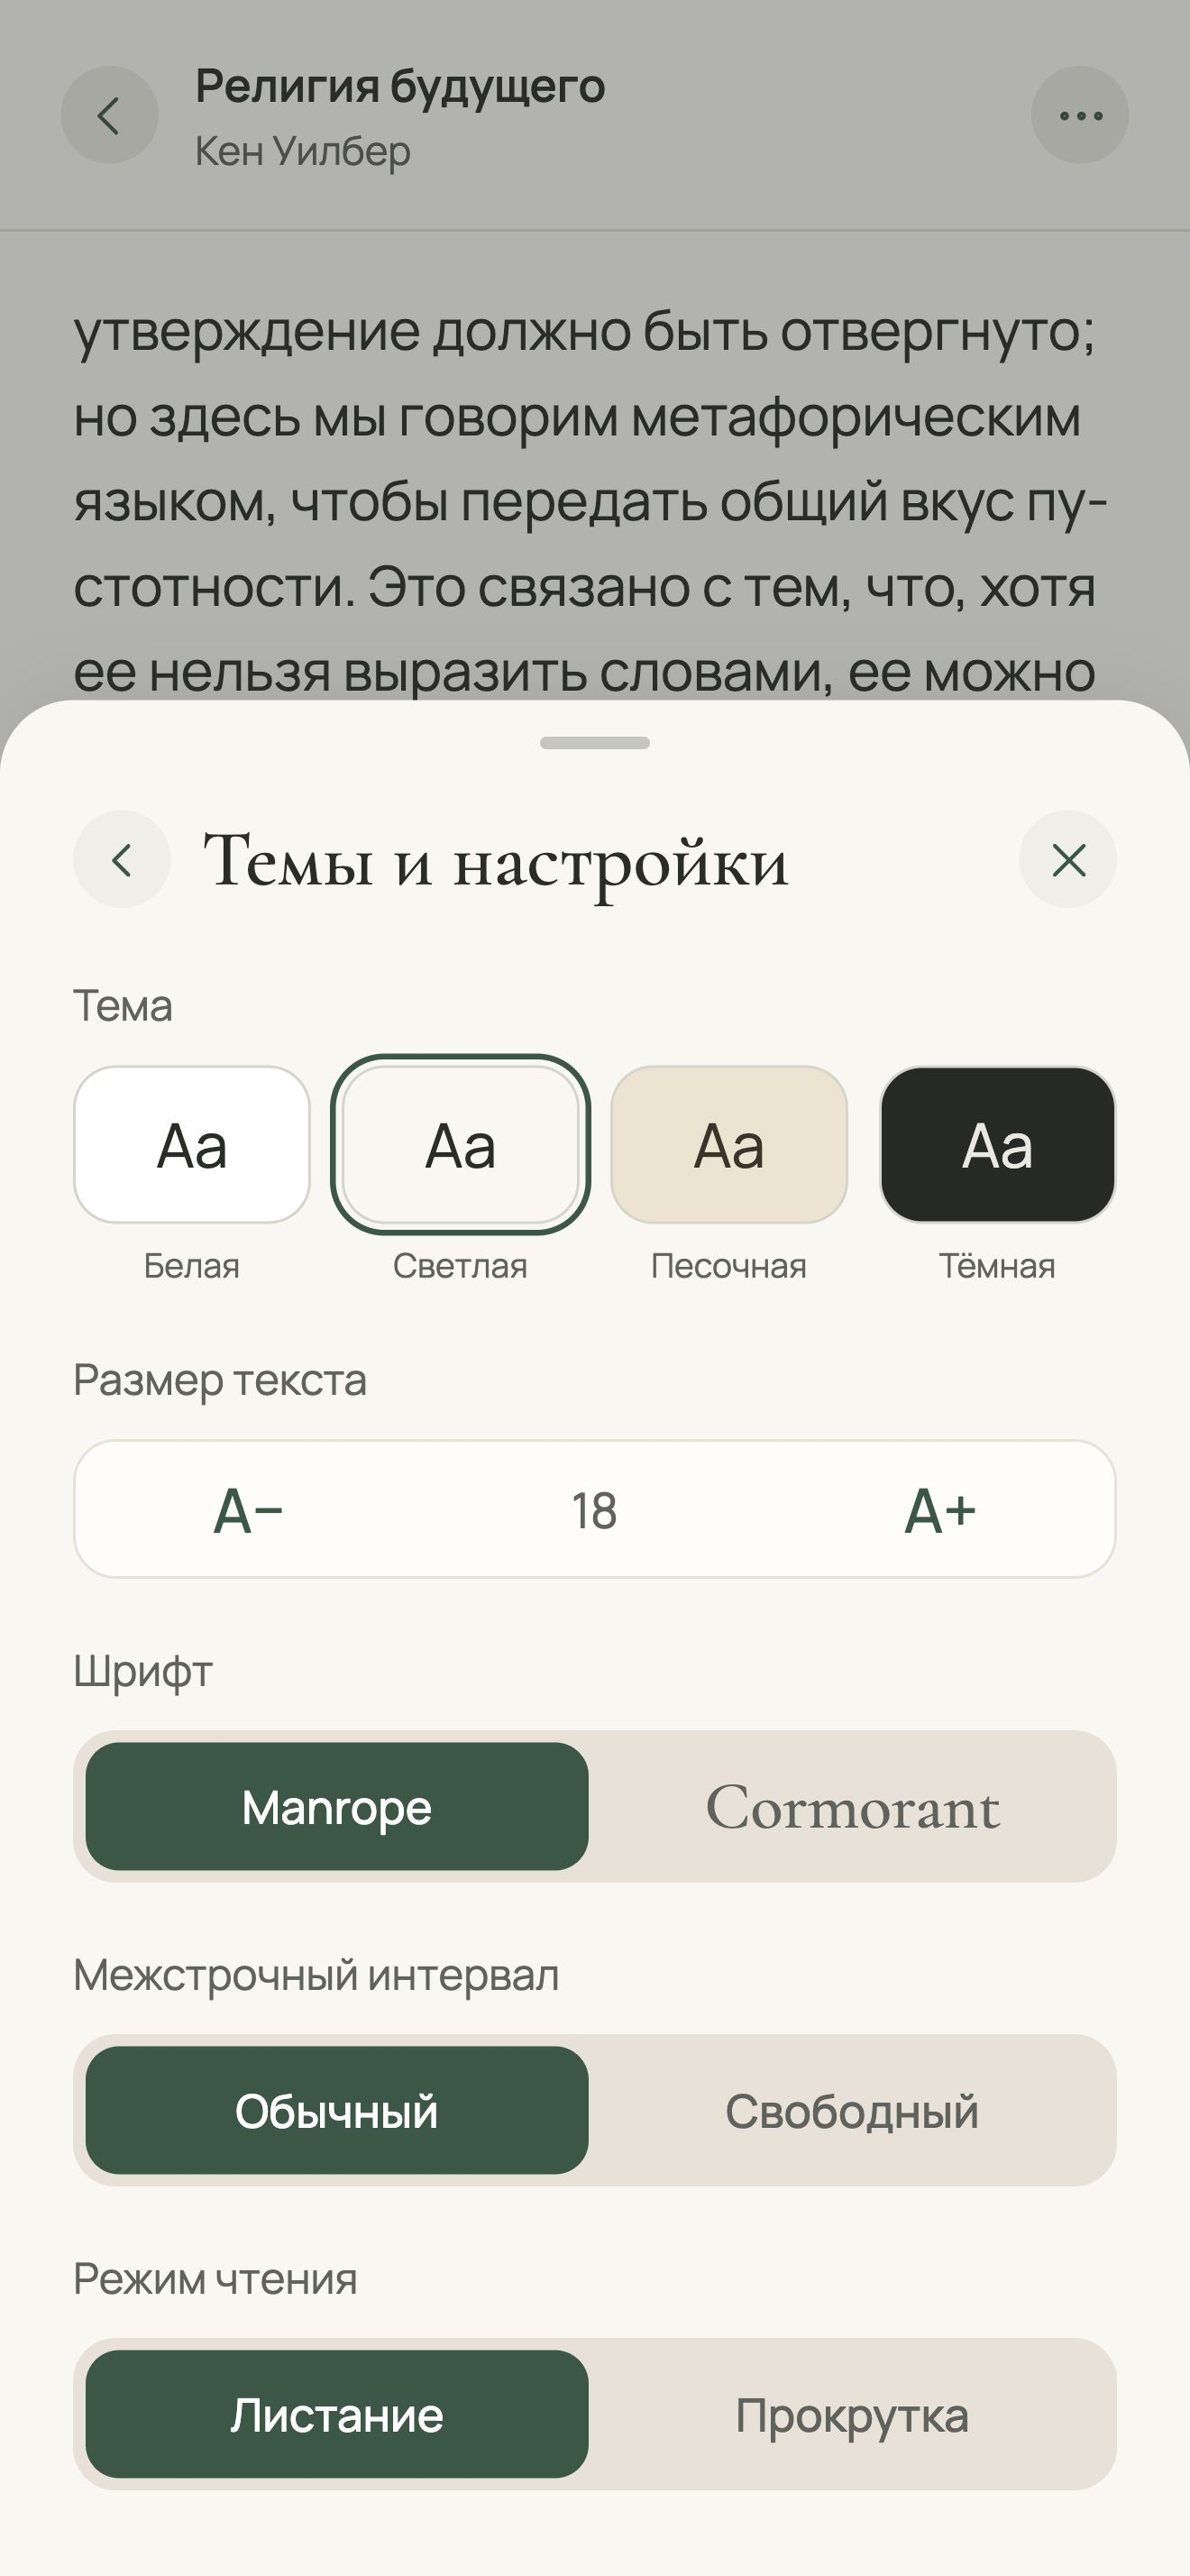 Религия будущего
Кен Уилбер
утверждение должно быть отвергнуто;
но здесь мы говорим метафорическим
языком, чтобы передать общий вкус пу-
стотности. Это связано с тем, что, хотя
ее нельзя выразить словами, ее можно
Темы и настройки
Тема
Aa Aa Aa Aa
Белая Светлая Песочная Тёмная
Размер текста
A− 18 A+
Шрифт
Manrope Cormorant
Межстрочный интервал
Обычный Свободный
Режим чтения
Листание Прокрутка